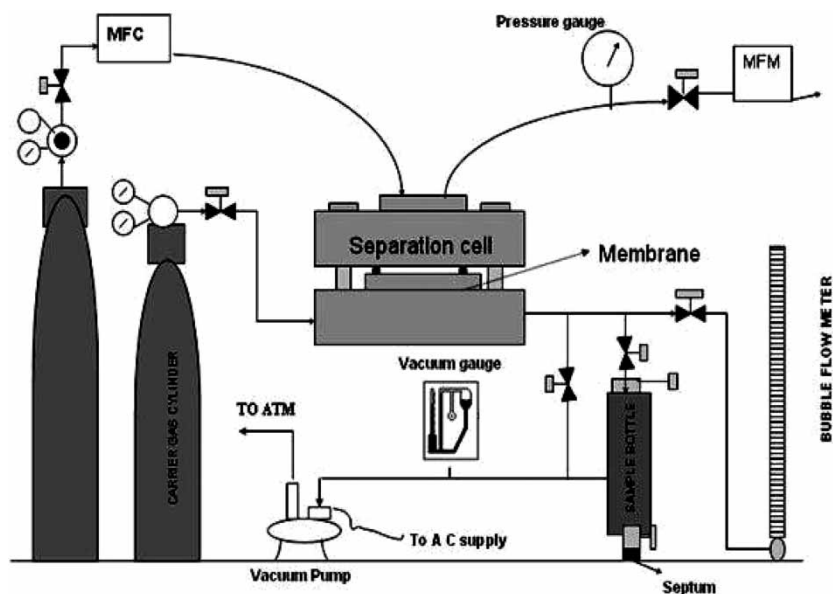 MFC
Pressure gauge
MFM
Separation cell
Membrane
CARRIER GAS CYLINDER
Vacuum gauge
TO ATM
SAMPLE BOTTLE
BUBBLE FLOW METER
To A C supply
Vacuum Pump
Septum